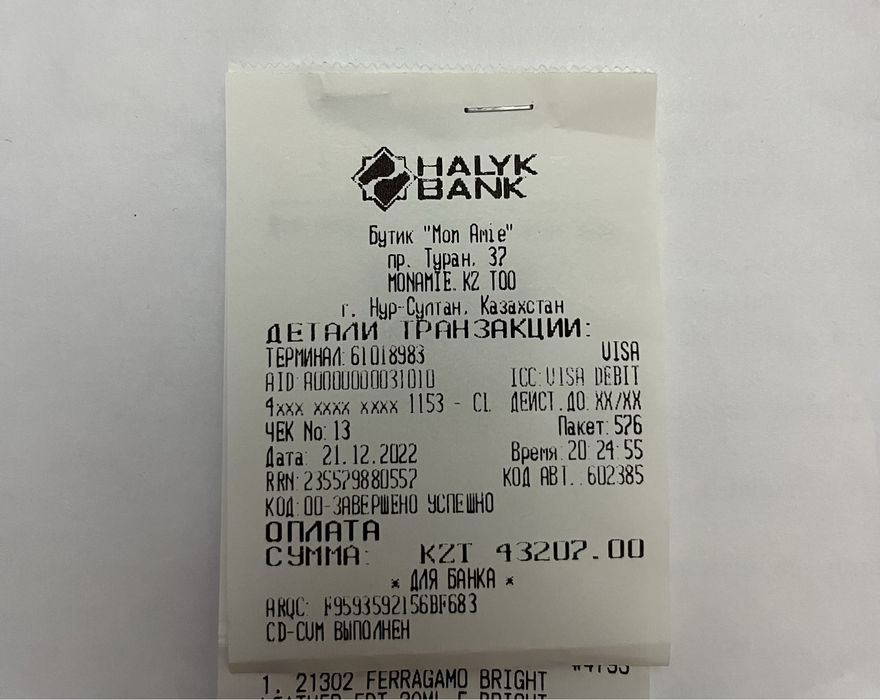 HALYK
BANK
Бутик "Mon Amie"
пр. Туран, 37
MONAMIE.KZ ТОО
г. Нур-Султан, Казахстан
ДЕТАЛИ ТРАНЗАКЦИИ:
ТЕРМИНАЛ:61018983 VISA
AID:A0000000031010 ICC:VISA DEBIT
4xxx xxxx xxxx 1153 - CL ДЕЙСТ.ДО:XX/XX
ЧЕК No:13 Пакет:576
Дата: 21.12.2022 Время:20:24:55
RRN:235579880557 КОД АВТ.:602385
КОД:00-ЗАВЕРШЕНО УСПЕШНО
ОПЛАТА
СУММА: KZT 43207.00
* ДЛЯ БАНКА *
ARQC: F9593592156BF683
CD-CVM ВЫПОЛНЕН
1. 21302 FERRAGAMO BRIGHT